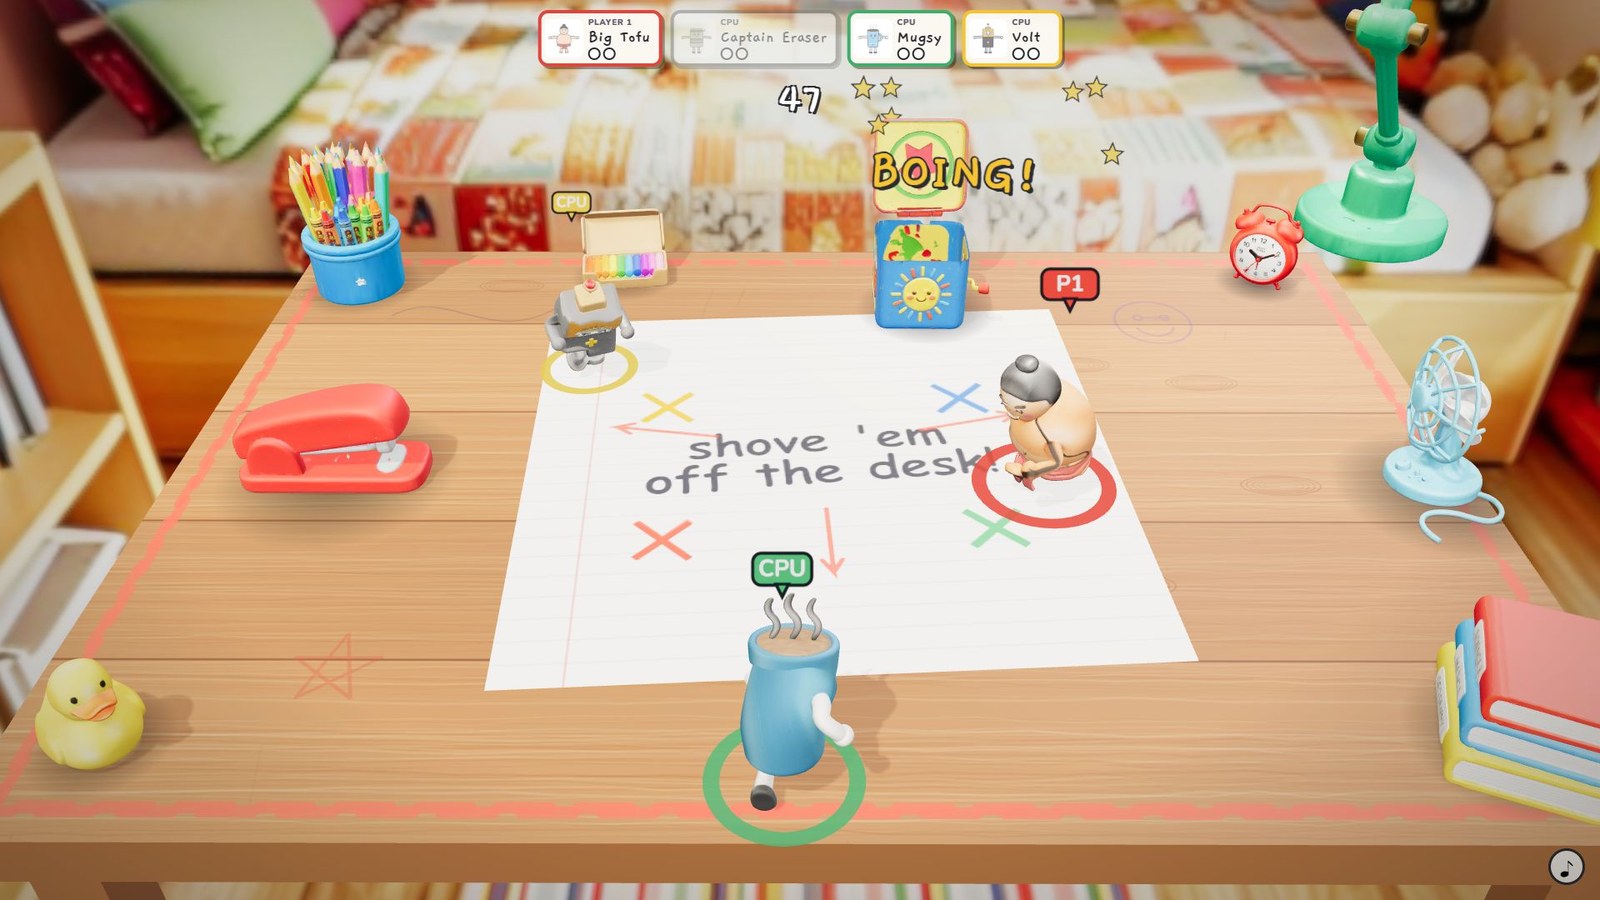 PLAYER 1
Big Tofu
CPU
Captain Eraser
CPU
Mugsy
CPU
Volt
47
BOING!
CPU
P1
shove 'em
off the desk!
CPU